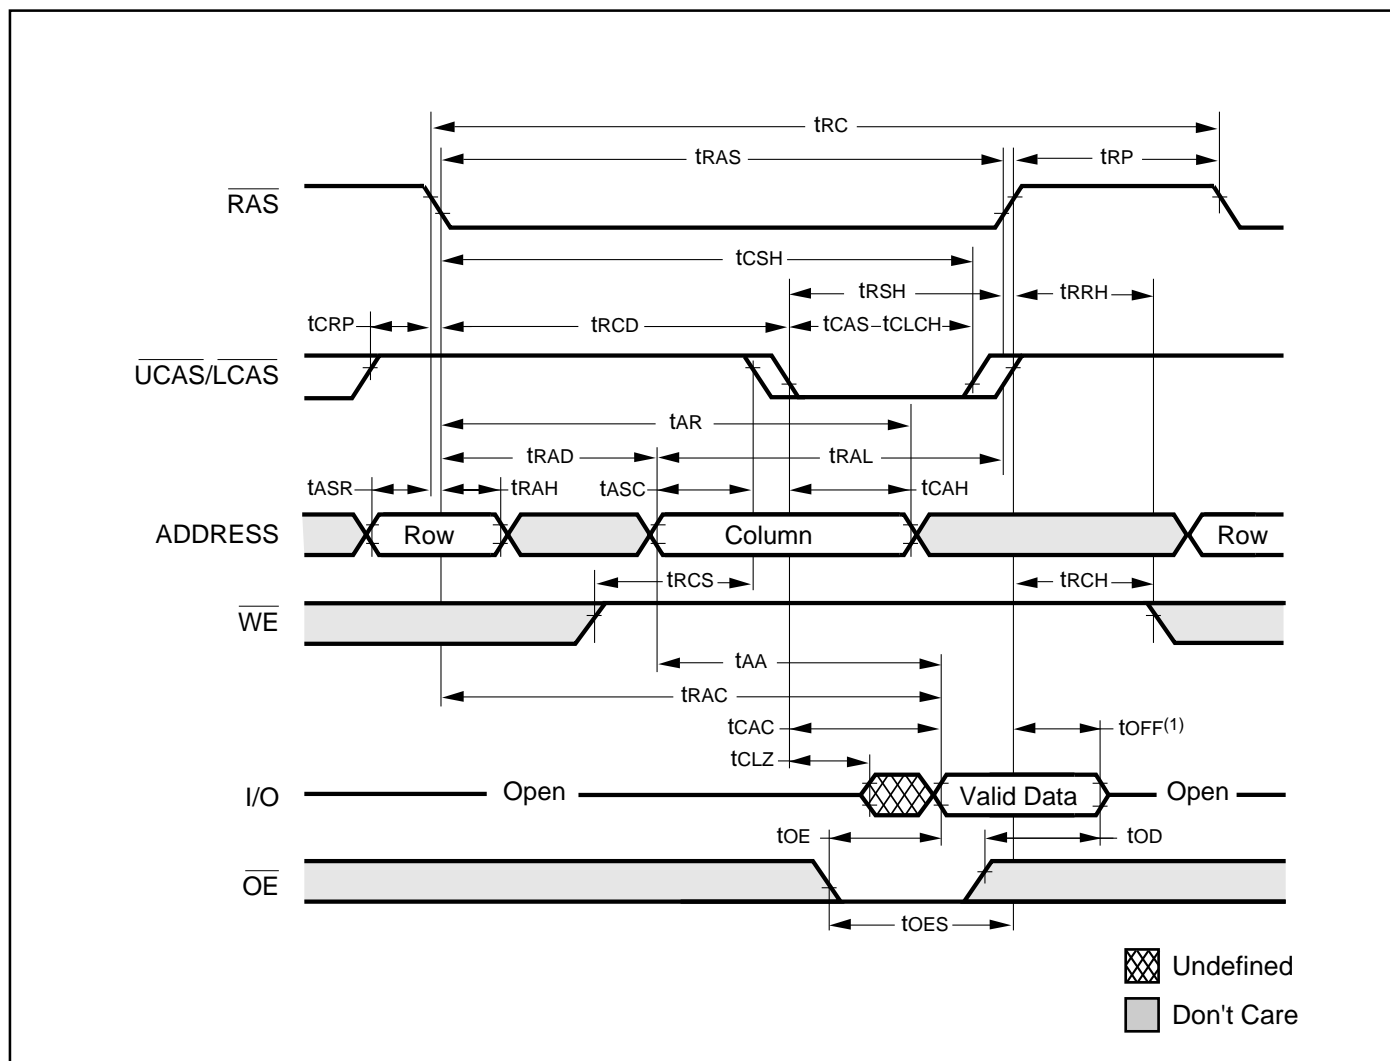 tRC
tRAS tRP
RAS
tCSH
tRSH tRRH
tCRP tRCD tCAS tCLCH
UCAS/LCAS
tAR
tRAD tRAL
tASR tRAH tASC tCAH
ADDRESS Row Column Row
tRCS tRCH
WE
tAA
tRAC
tCAC tOFF(1)
tCLZ
I/O Open Valid Data Open
tOE tOD
OE
tOES
Undefined
Don't Care